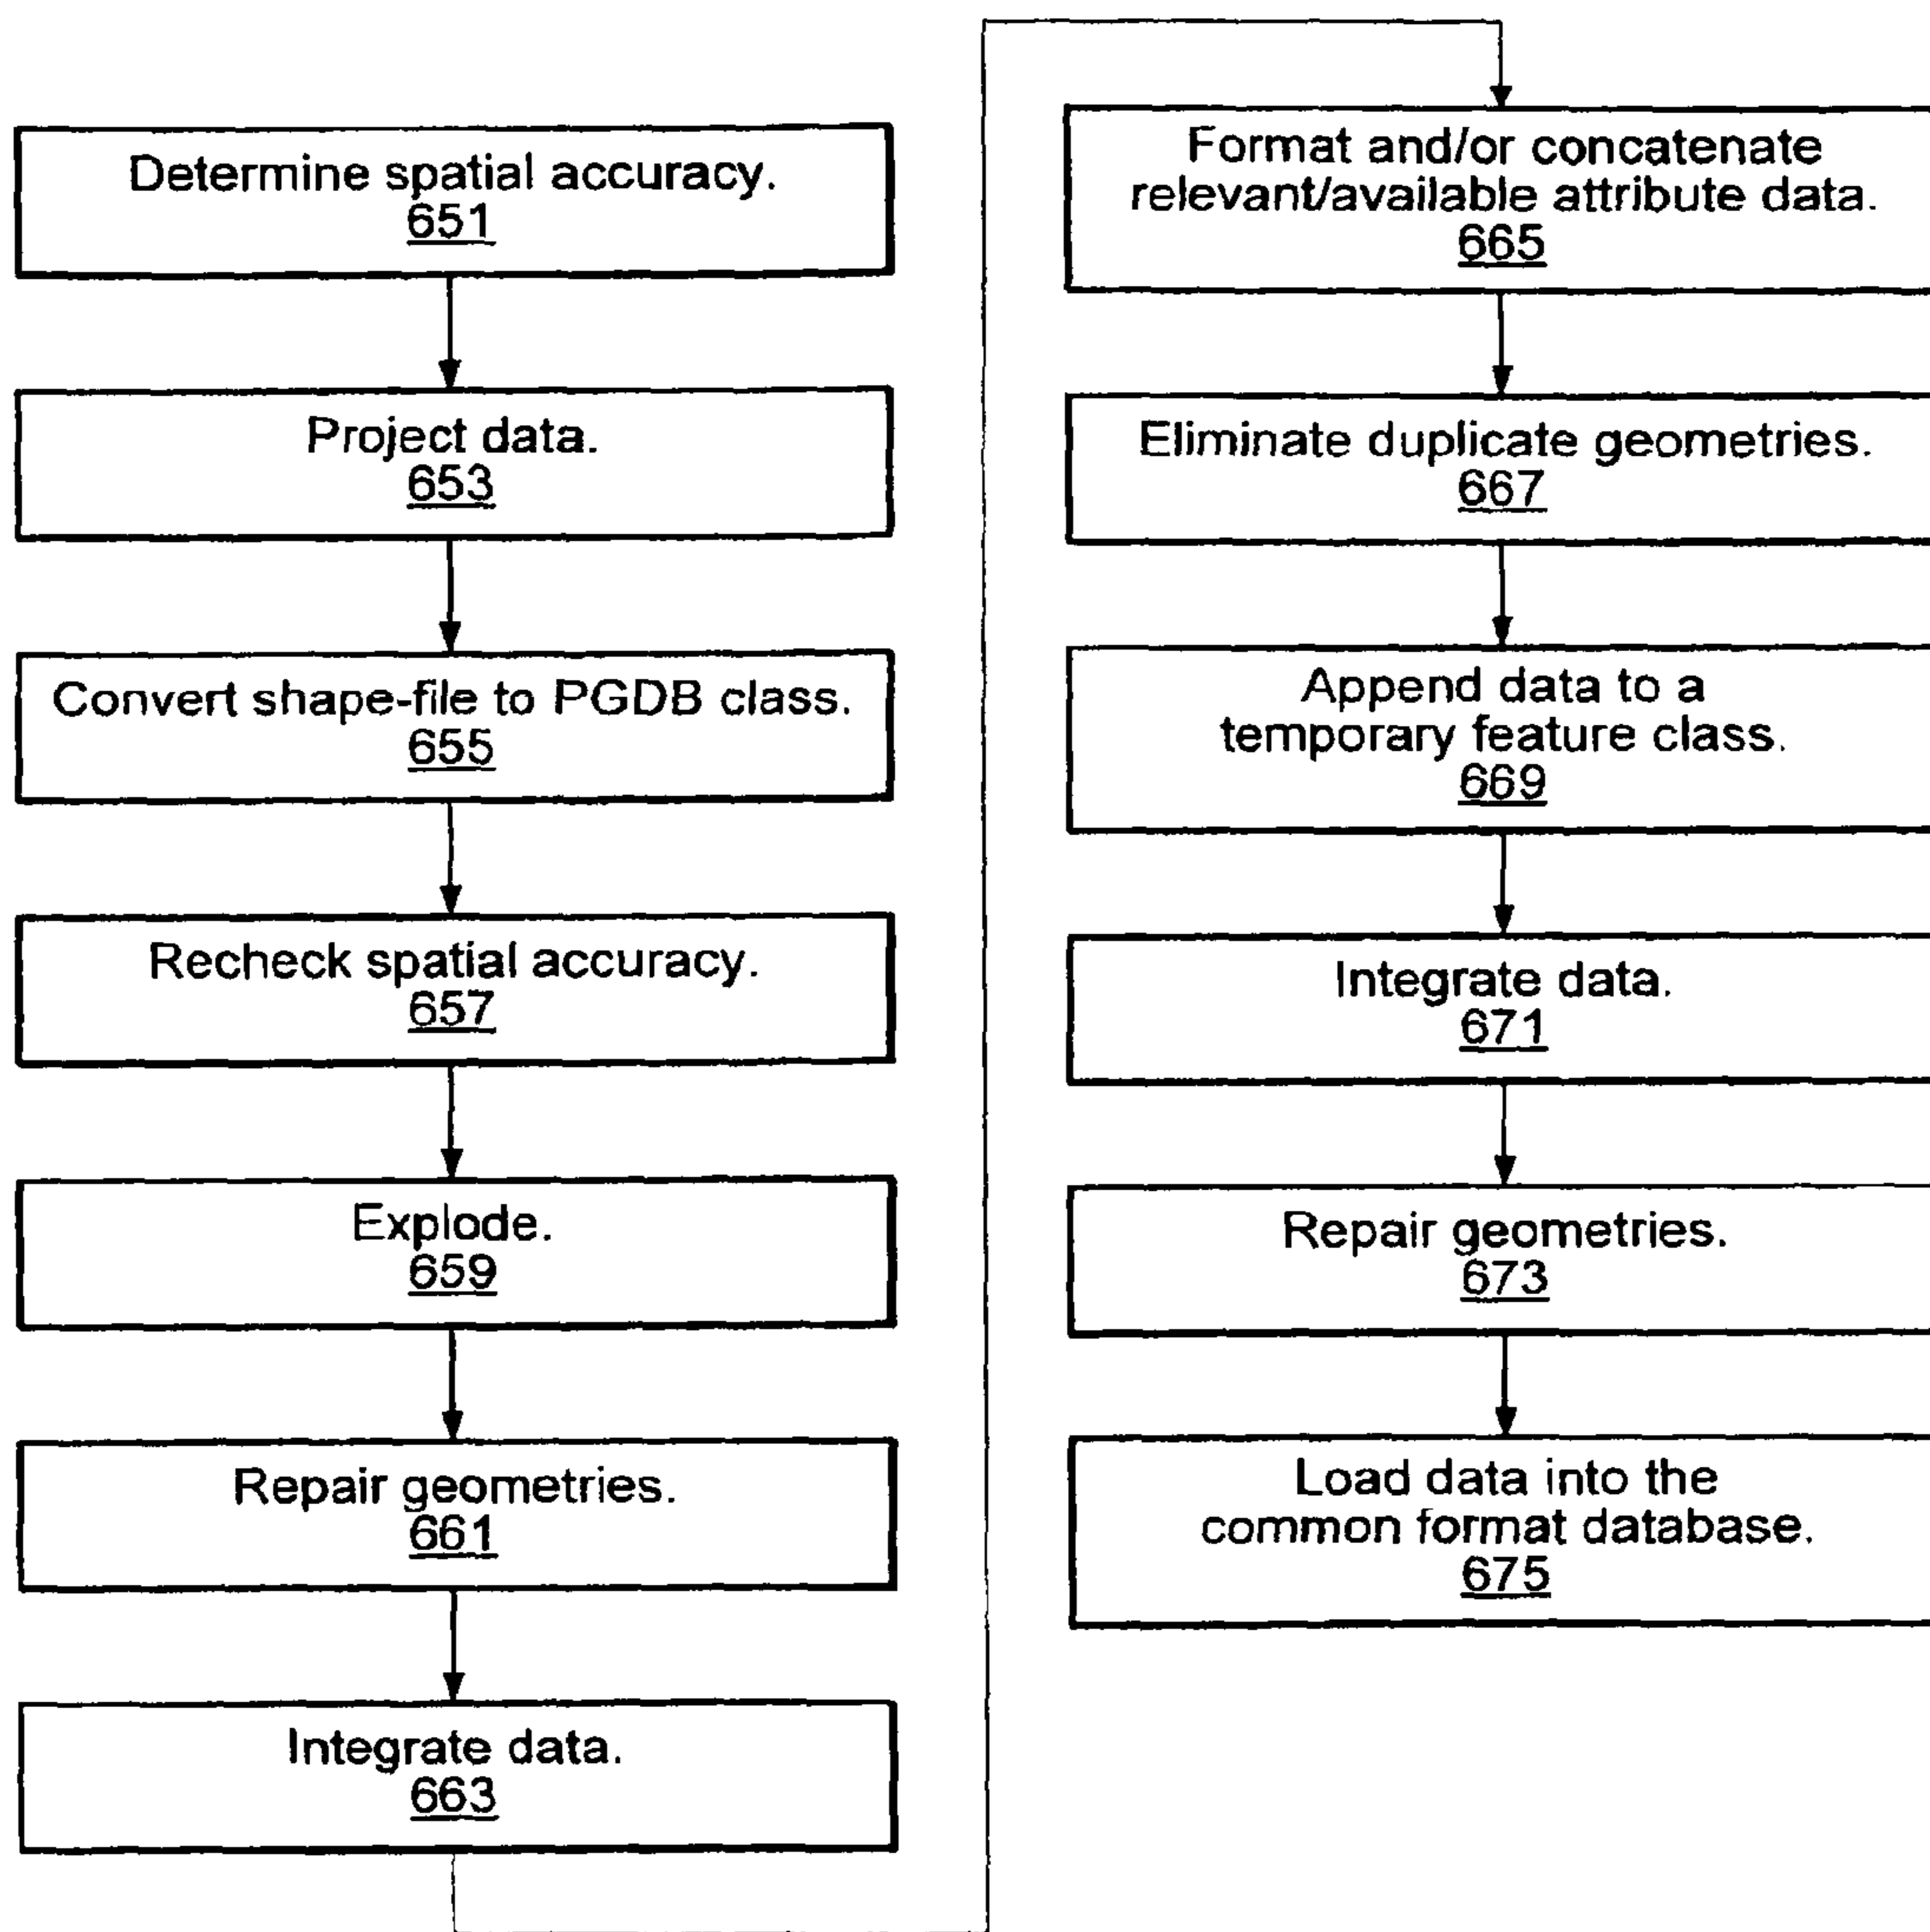 Determine spatial accuracy.
651
Project data.
653
Convert shape-file to PGDB class.
655
Recheck spatial accuracy.
657
Explode.
659
Repair geometries.
661
Integrate data.
663
Format and/or concatenate
relevant/available attribute data.
665
Eliminate duplicate geometries.
667
Append data to a
temporary feature class.
669
Integrate data.
671
Repair geometries.
673
Load data into the
common format database.
675